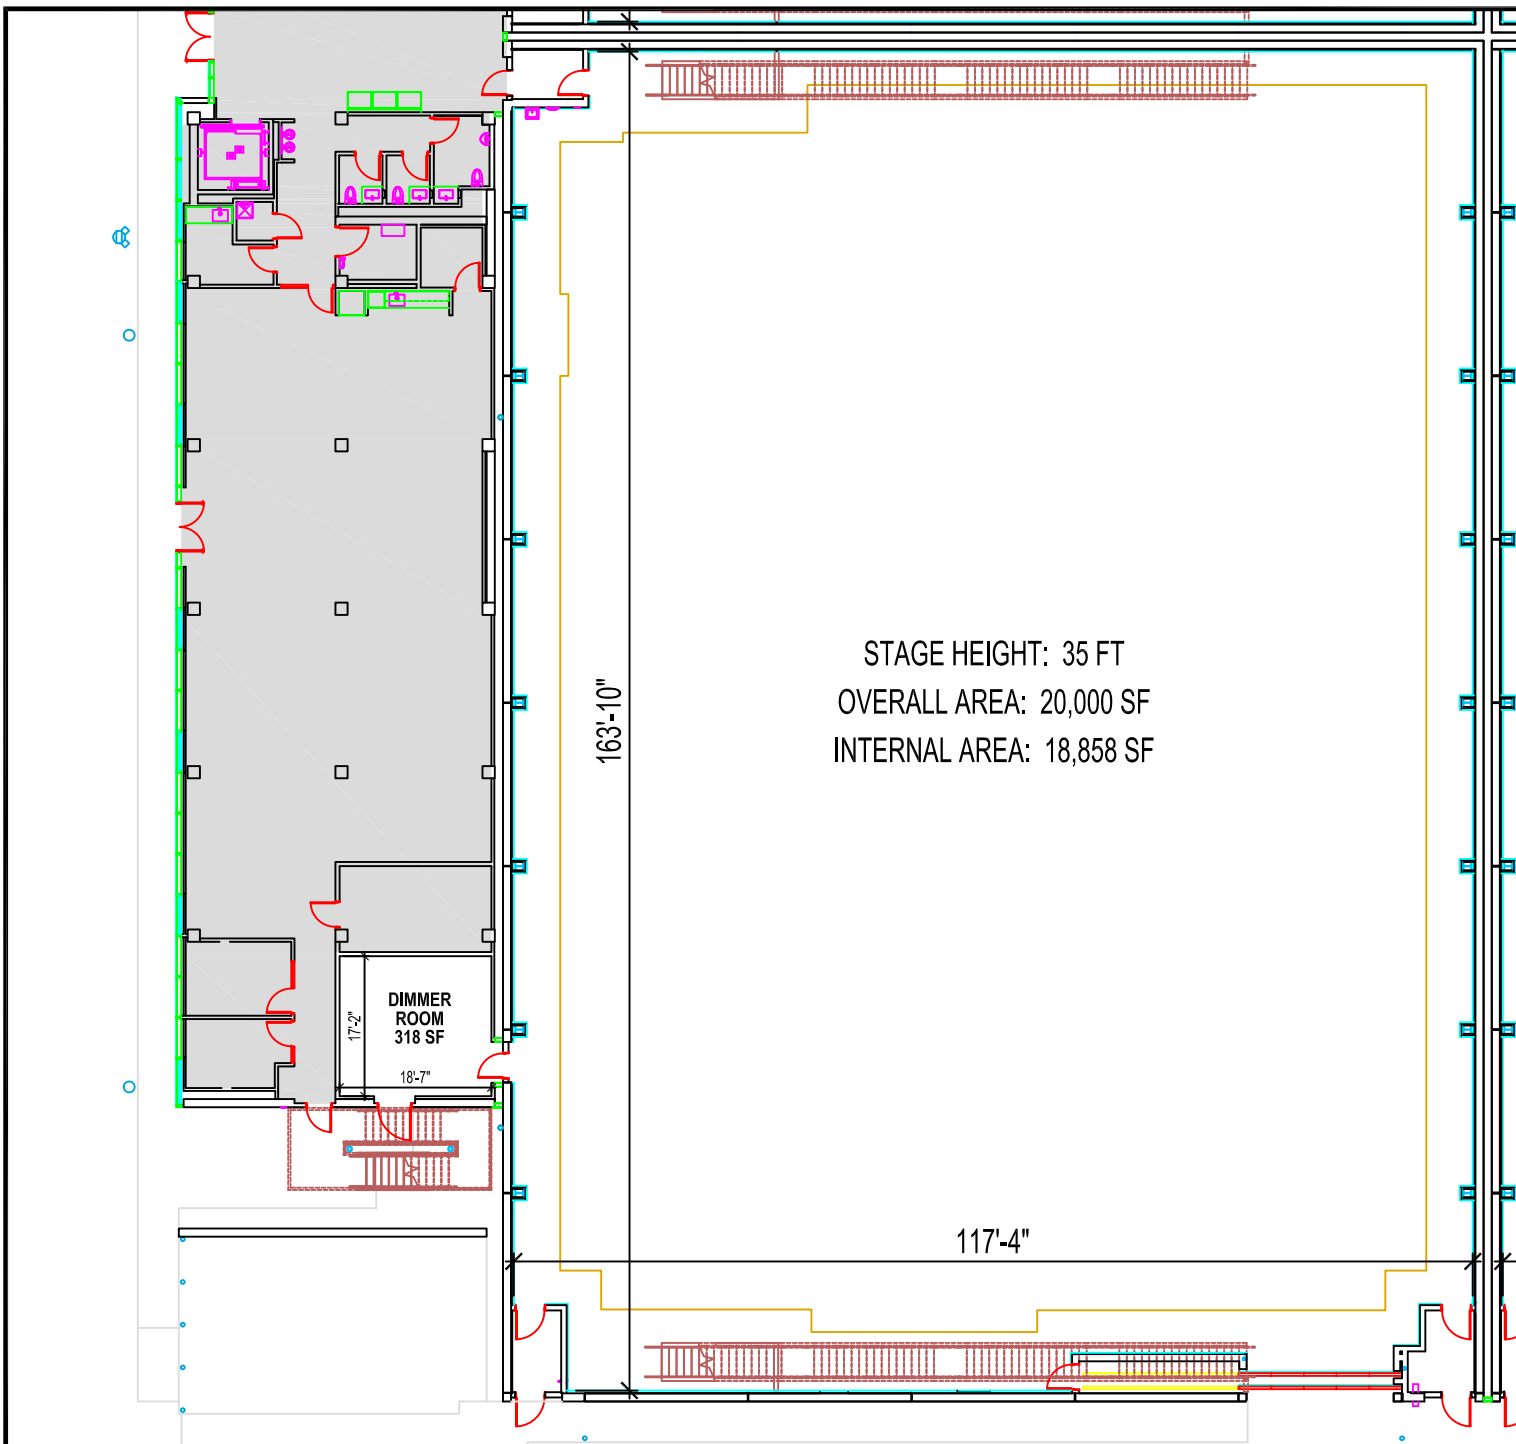 STAGE HEIGHT: 35 FT
OVERALL AREA: 20,000 SF
INTERNAL AREA: 18,858 SF
163'-10"
DIMMER
ROOM
318 SF
17'-2"
18'-7"
117'-4"